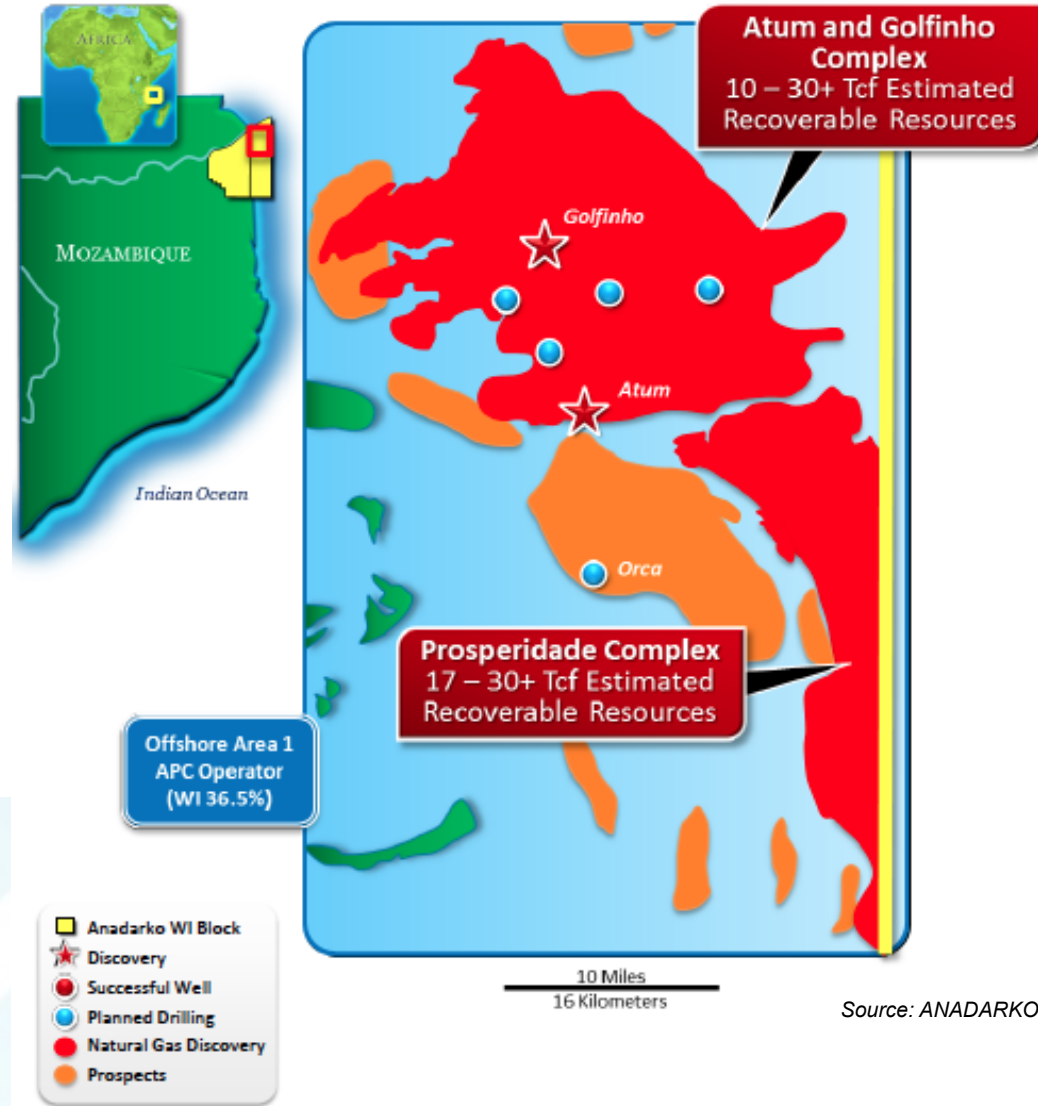 AFRICA
MOZAMBIQUE
Indian Ocean
Atum and Golfinho
Complex
10 – 30+ Tcf Estimated
Recoverable Resources
Golfinho
Atum
Orca
Prosperidade Complex
17 – 30+ Tcf Estimated
Recoverable Resources
Offshore Area 1
APC Operator
(WI 36.5%)
Anadarko WI Block
Discovery
Successful Well
Planned Drilling
Natural Gas Discovery
Prospects
10 Miles
16 Kilometers
Source: ANADARKO